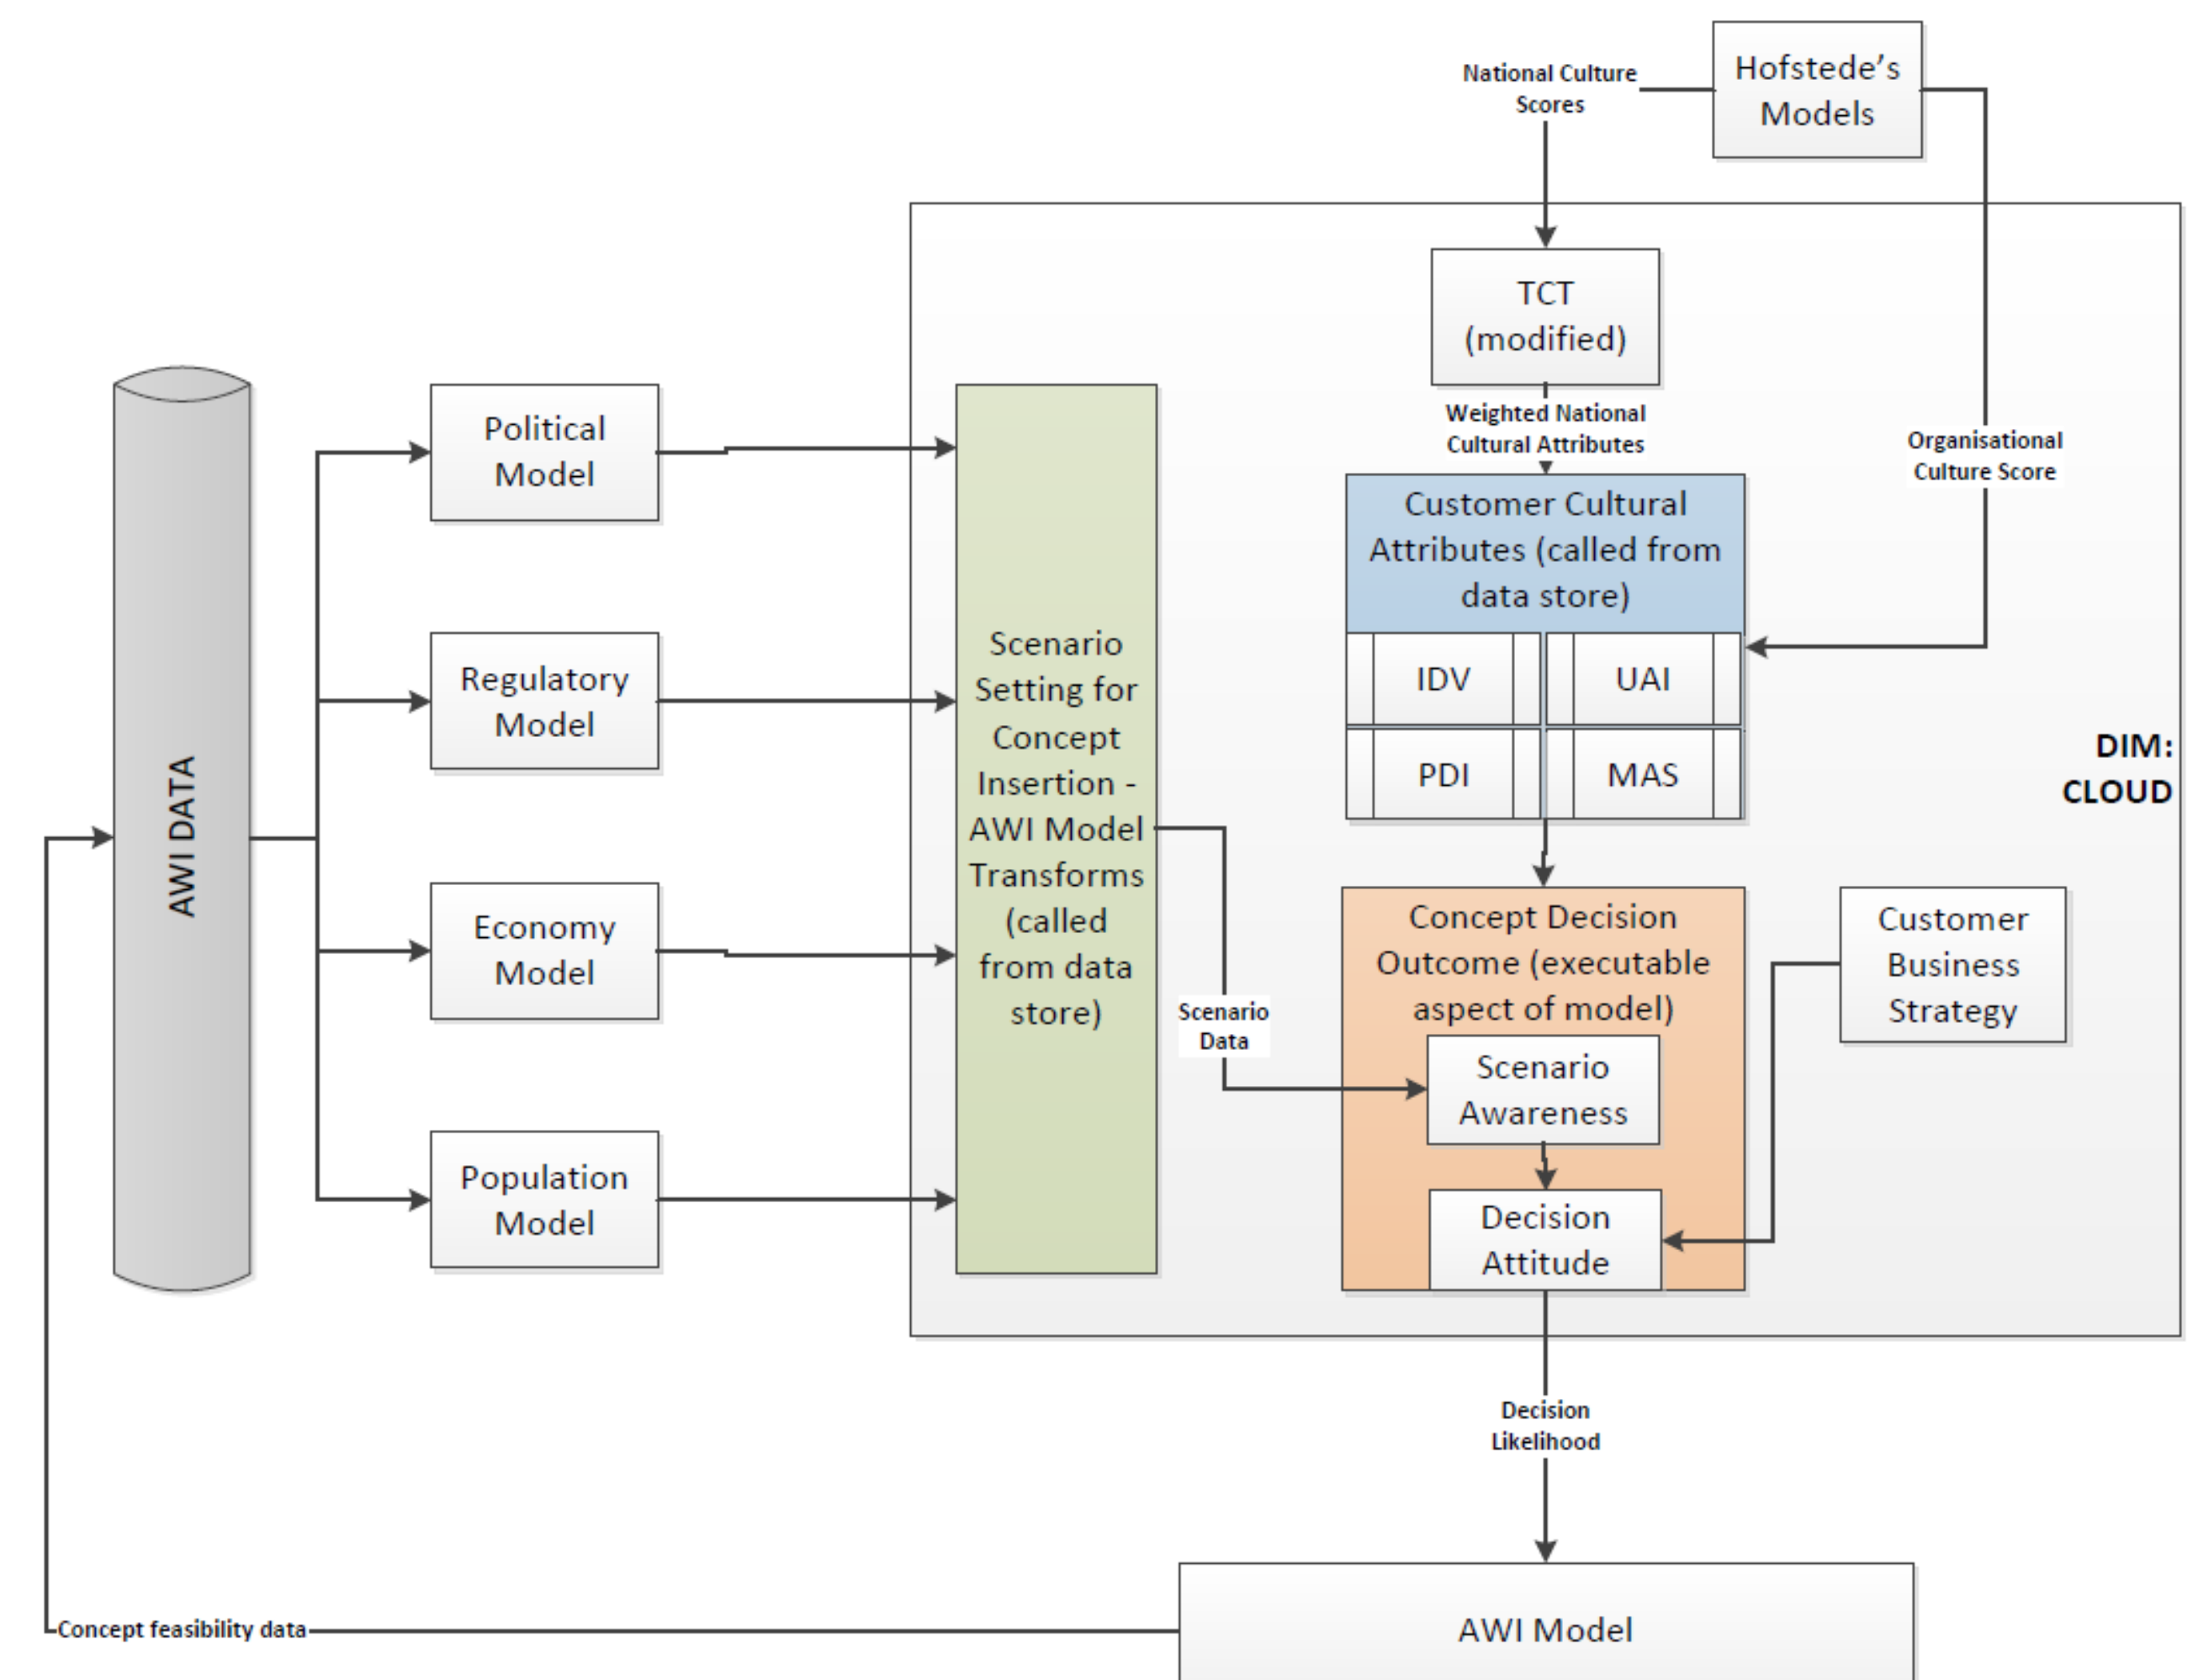 National Culture
Scores
Hofstede’s
Models
TCT
(modified)
Weighted National
Cultural Attributes
Organisational
Culture Score
Customer Cultural
Attributes (called from
data store)
IDV
UAI
PDI
MAS
DIM:
CLOUD
AWI DATA
Political
Model
Regulatory
Model
Economy
Model
Population
Model
Scenario
Setting for
Concept
Insertion -
AWI Model
Transforms
(called
from data
store)
Scenario
Data
Concept Decision
Outcome (executable
aspect of model)
Scenario
Awareness
Decision
Attitude
Customer
Business
Strategy
Decision
Likelihood
Concept feasibility data
AWI Model